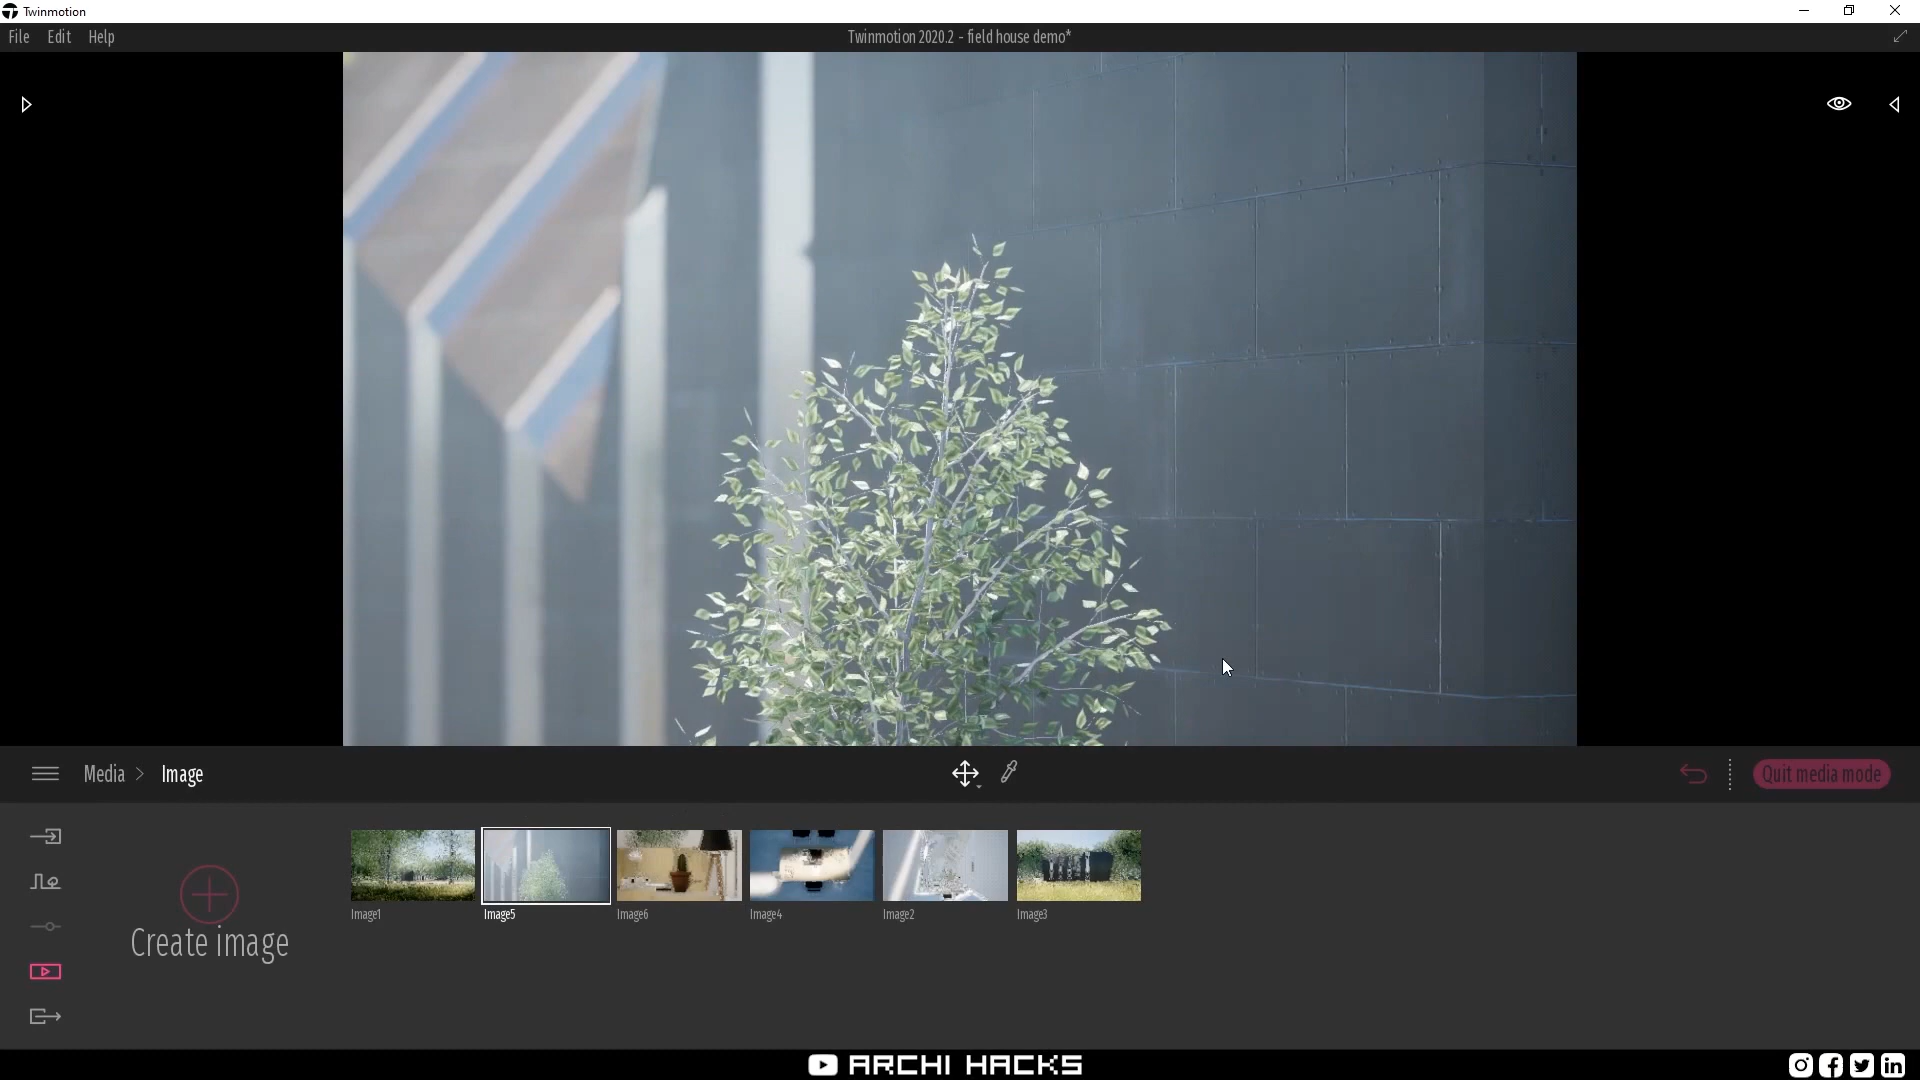 Twinmotion
File Edit Help
Twinmotion 2020.2 - field house demo*
Media > Image
Quit media mode
Create image
Image1
Image5
Image6
Image4
Image2
Image3
ARCHI HACKS